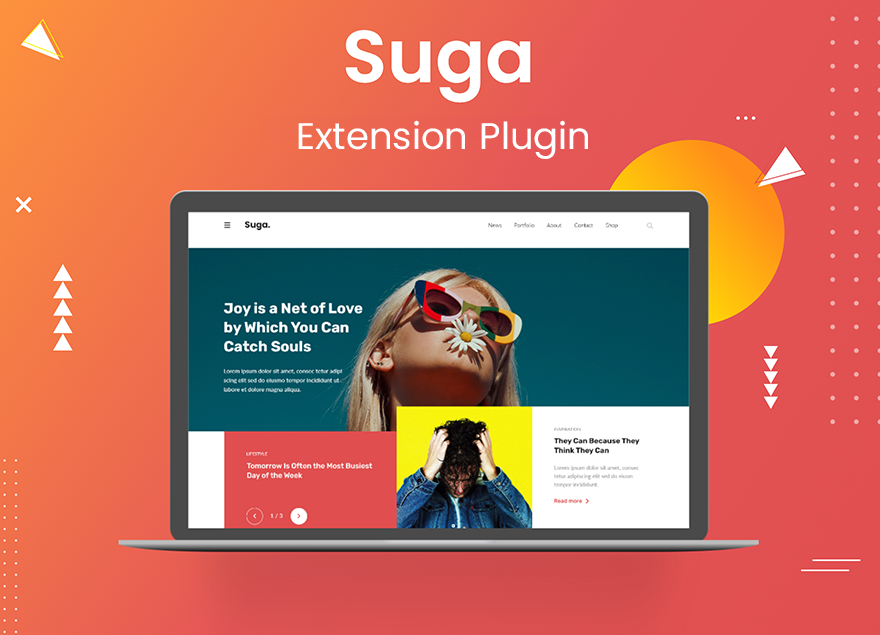 Suga
Extension Plugin
Suga.
News Portfolio About Contact Shop
Joy is a Net of Love
by Which You Can
Catch Souls
Lorem ipsum dolor sit amet, consec tetur adipi
scing elit sed do eiusmo tempor incididunt ut
labore et dolore magna aliqua.
LIFESTYLE
Tomorrow Is Often the Most Busiest
Day of the Week
1 / 3
INSPIRATION
They Can Because They
Think They Can
Lorem ipsum dolor sit amet, consec
tetur adipiscing elit sed do eiusm
tempor incididunt.
Read more